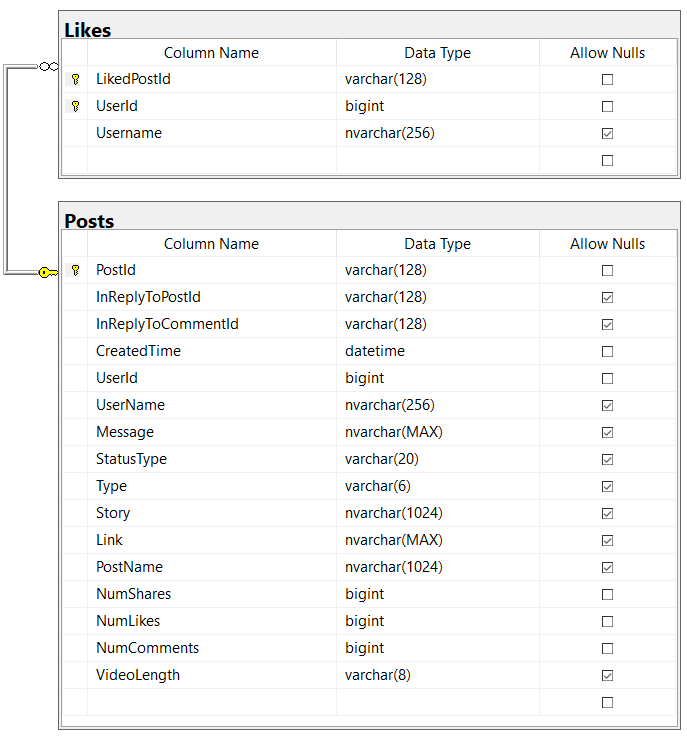 Likes
Column Name Data Type Allow Nulls
LikedPostId varchar(128)
UserId bigint
Username nvarchar(256)
Posts
Column Name Data Type Allow Nulls
PostId varchar(128)
InReplyToPostId varchar(128)
InReplyToCommentId varchar(128)
CreatedTime datetime
UserId bigint
UserName nvarchar(256)
Message nvarchar(MAX)
StatusType varchar(20)
Type varchar(6)
Story nvarchar(1024)
Link nvarchar(MAX)
PostName nvarchar(1024)
NumShares bigint
NumLikes bigint
NumComments bigint
VideoLength varchar(8)